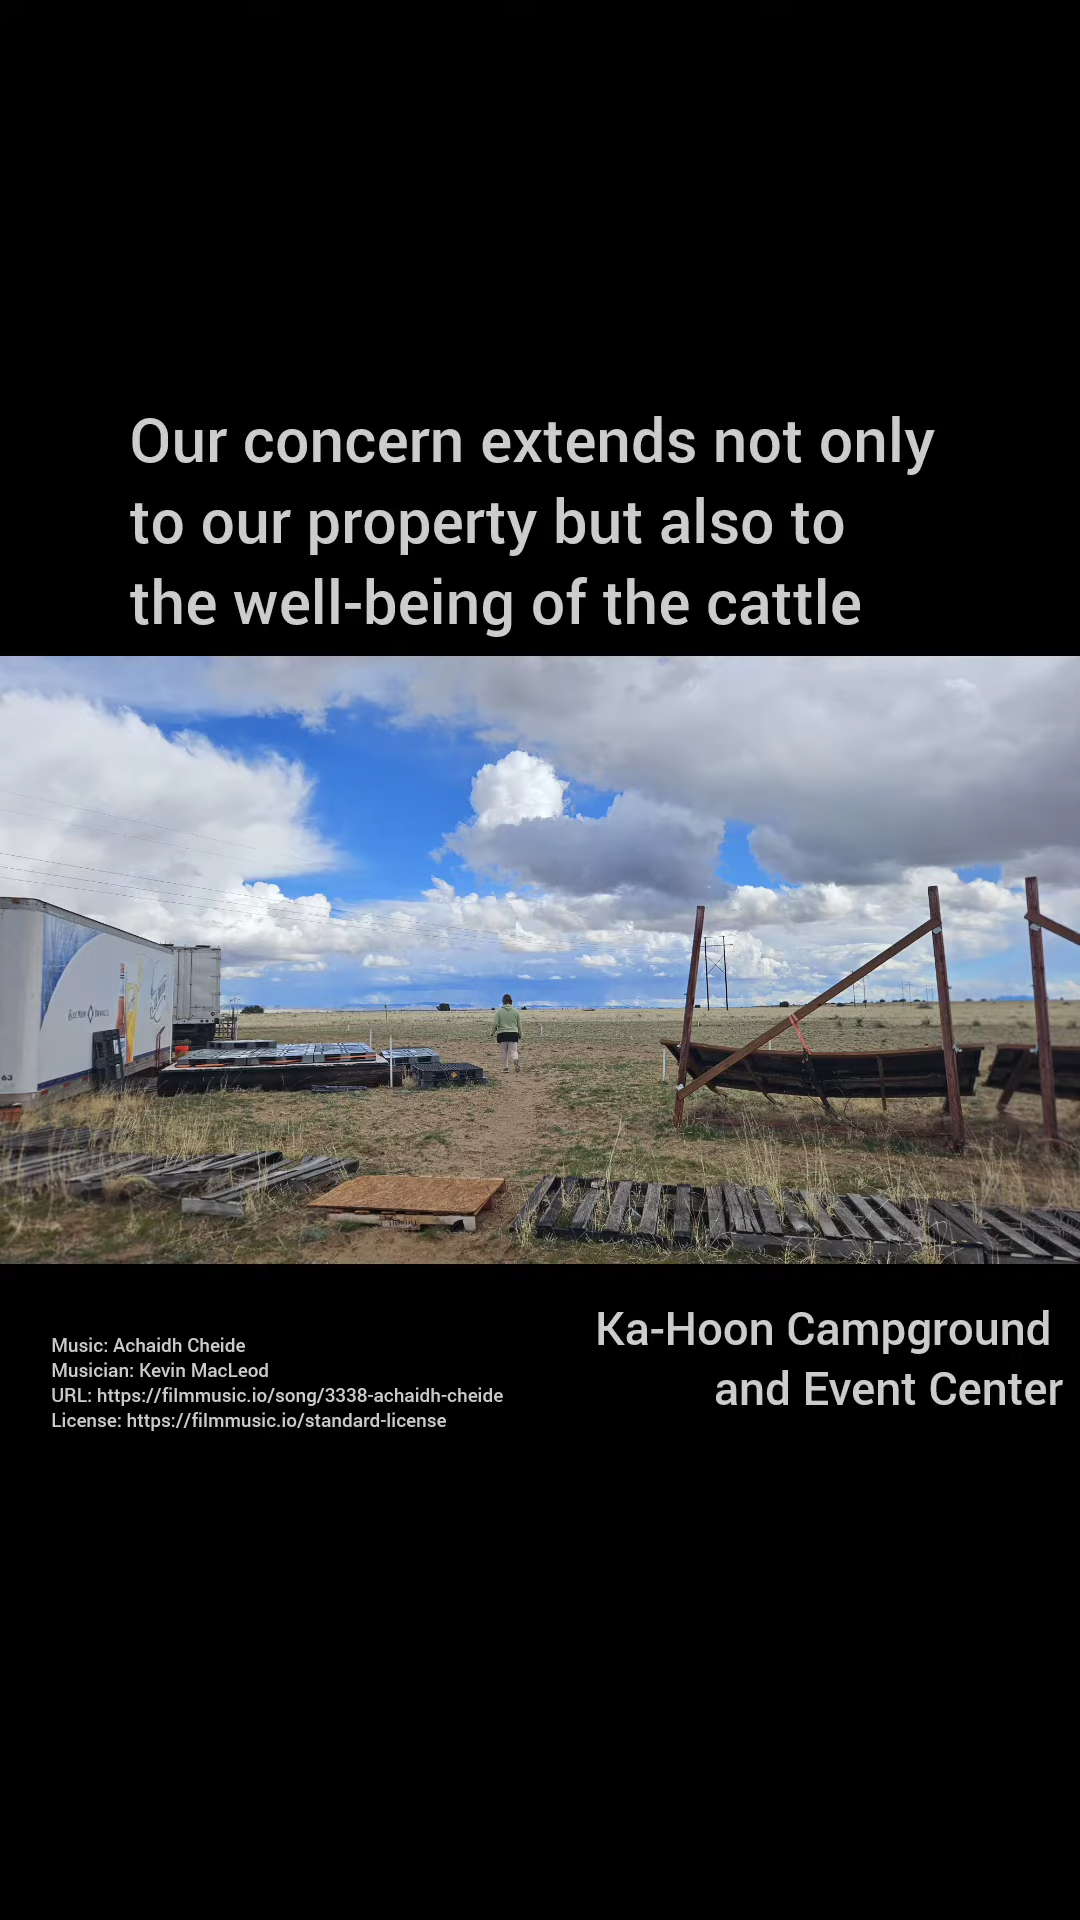 Our concern extends not only
to our property but also to
the well-being of the cattle
63
Ka-Hoon Campground
and Event Center
Music: Achaidh Cheide
Musician: Kevin MacLeod
URL: https://filmmusic.io/song/3338-achaidh-cheide
License: https://filmmusic.io/standard-license